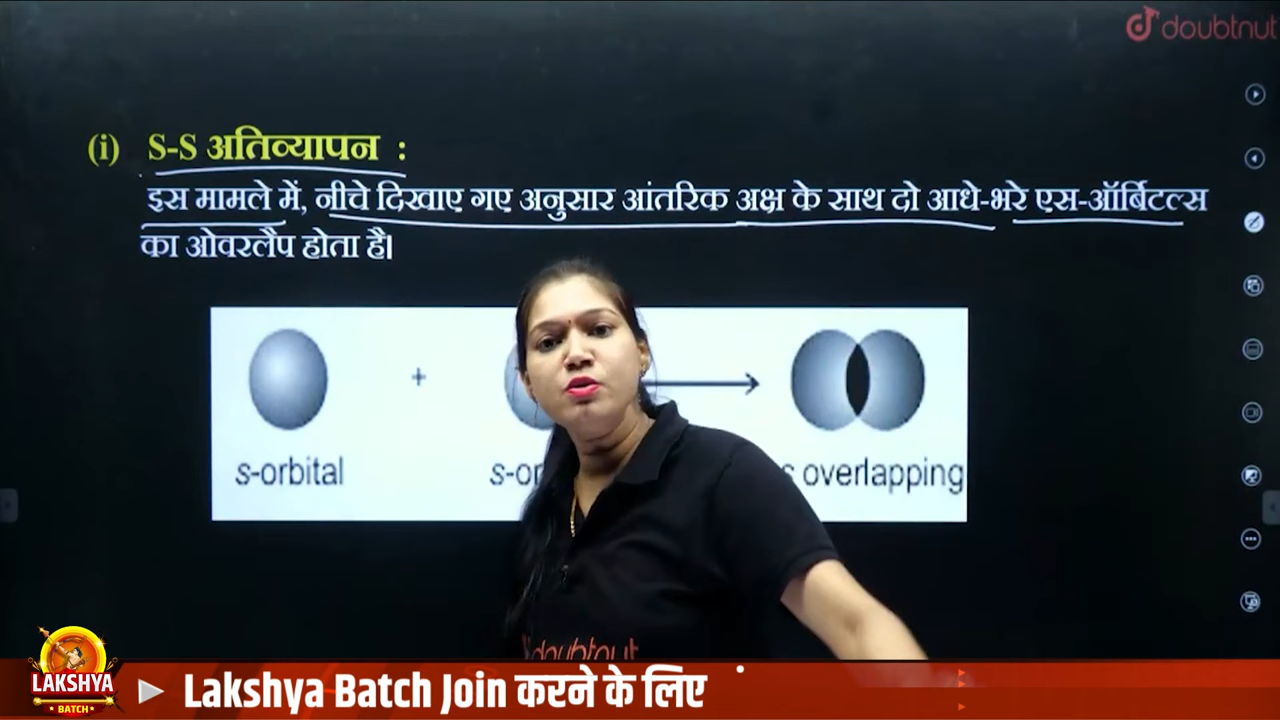 doubtnut
(i) S-S अतिव्यापन :
इस मामले में, नीचे दिखाए गए अनुसार आंतरिक अक्ष के साथ दो आधे-भरे एस-ऑर्बिटल्स
का ओवरलैप होता है।
+
s-orbital
overlapping
doubtnut
LAKSHYA
BATCH
Lakshya Batch Join करने के लिए